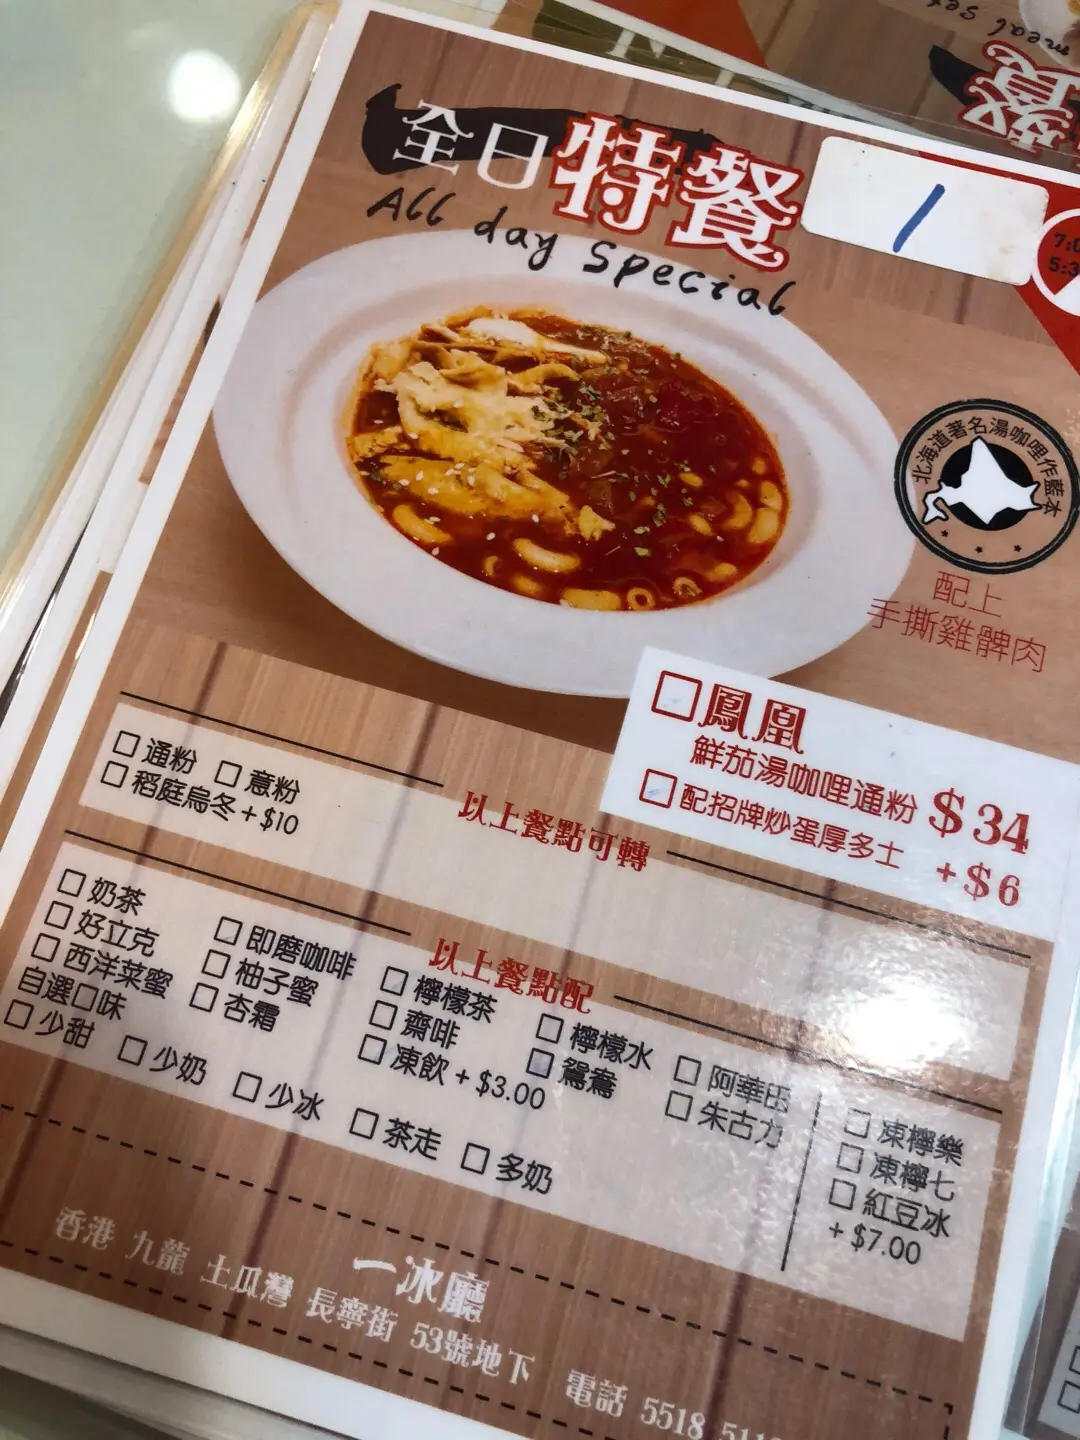 meal set
餐
全日特餐
All day Special
1
北海道著名湯咖哩作藍本
配上
手撕雞髀肉
□鳳凰
鮮茄湯咖哩通粉 $34
□配招牌炒蛋厚多士 +$6
以上餐點可轉
□通粉 □意粉
□稻庭烏冬+$10
以上餐點配
□奶茶 □即磨咖啡 □檸檬茶 □檸檬水 □阿華田 □凍檸樂
□好立克 □柚子蜜 □齋啡 □鴛鴦 □朱古力 □凍檸七
□西洋菜蜜 □杏霜 □凍飲+$3.00 □紅豆冰
+$7.00
自選口味
□少甜 □少奶 □少冰 □茶走 □多奶
一冰廳
香港 九龍 土瓜灣 長寧街 53號地下 電話 5518